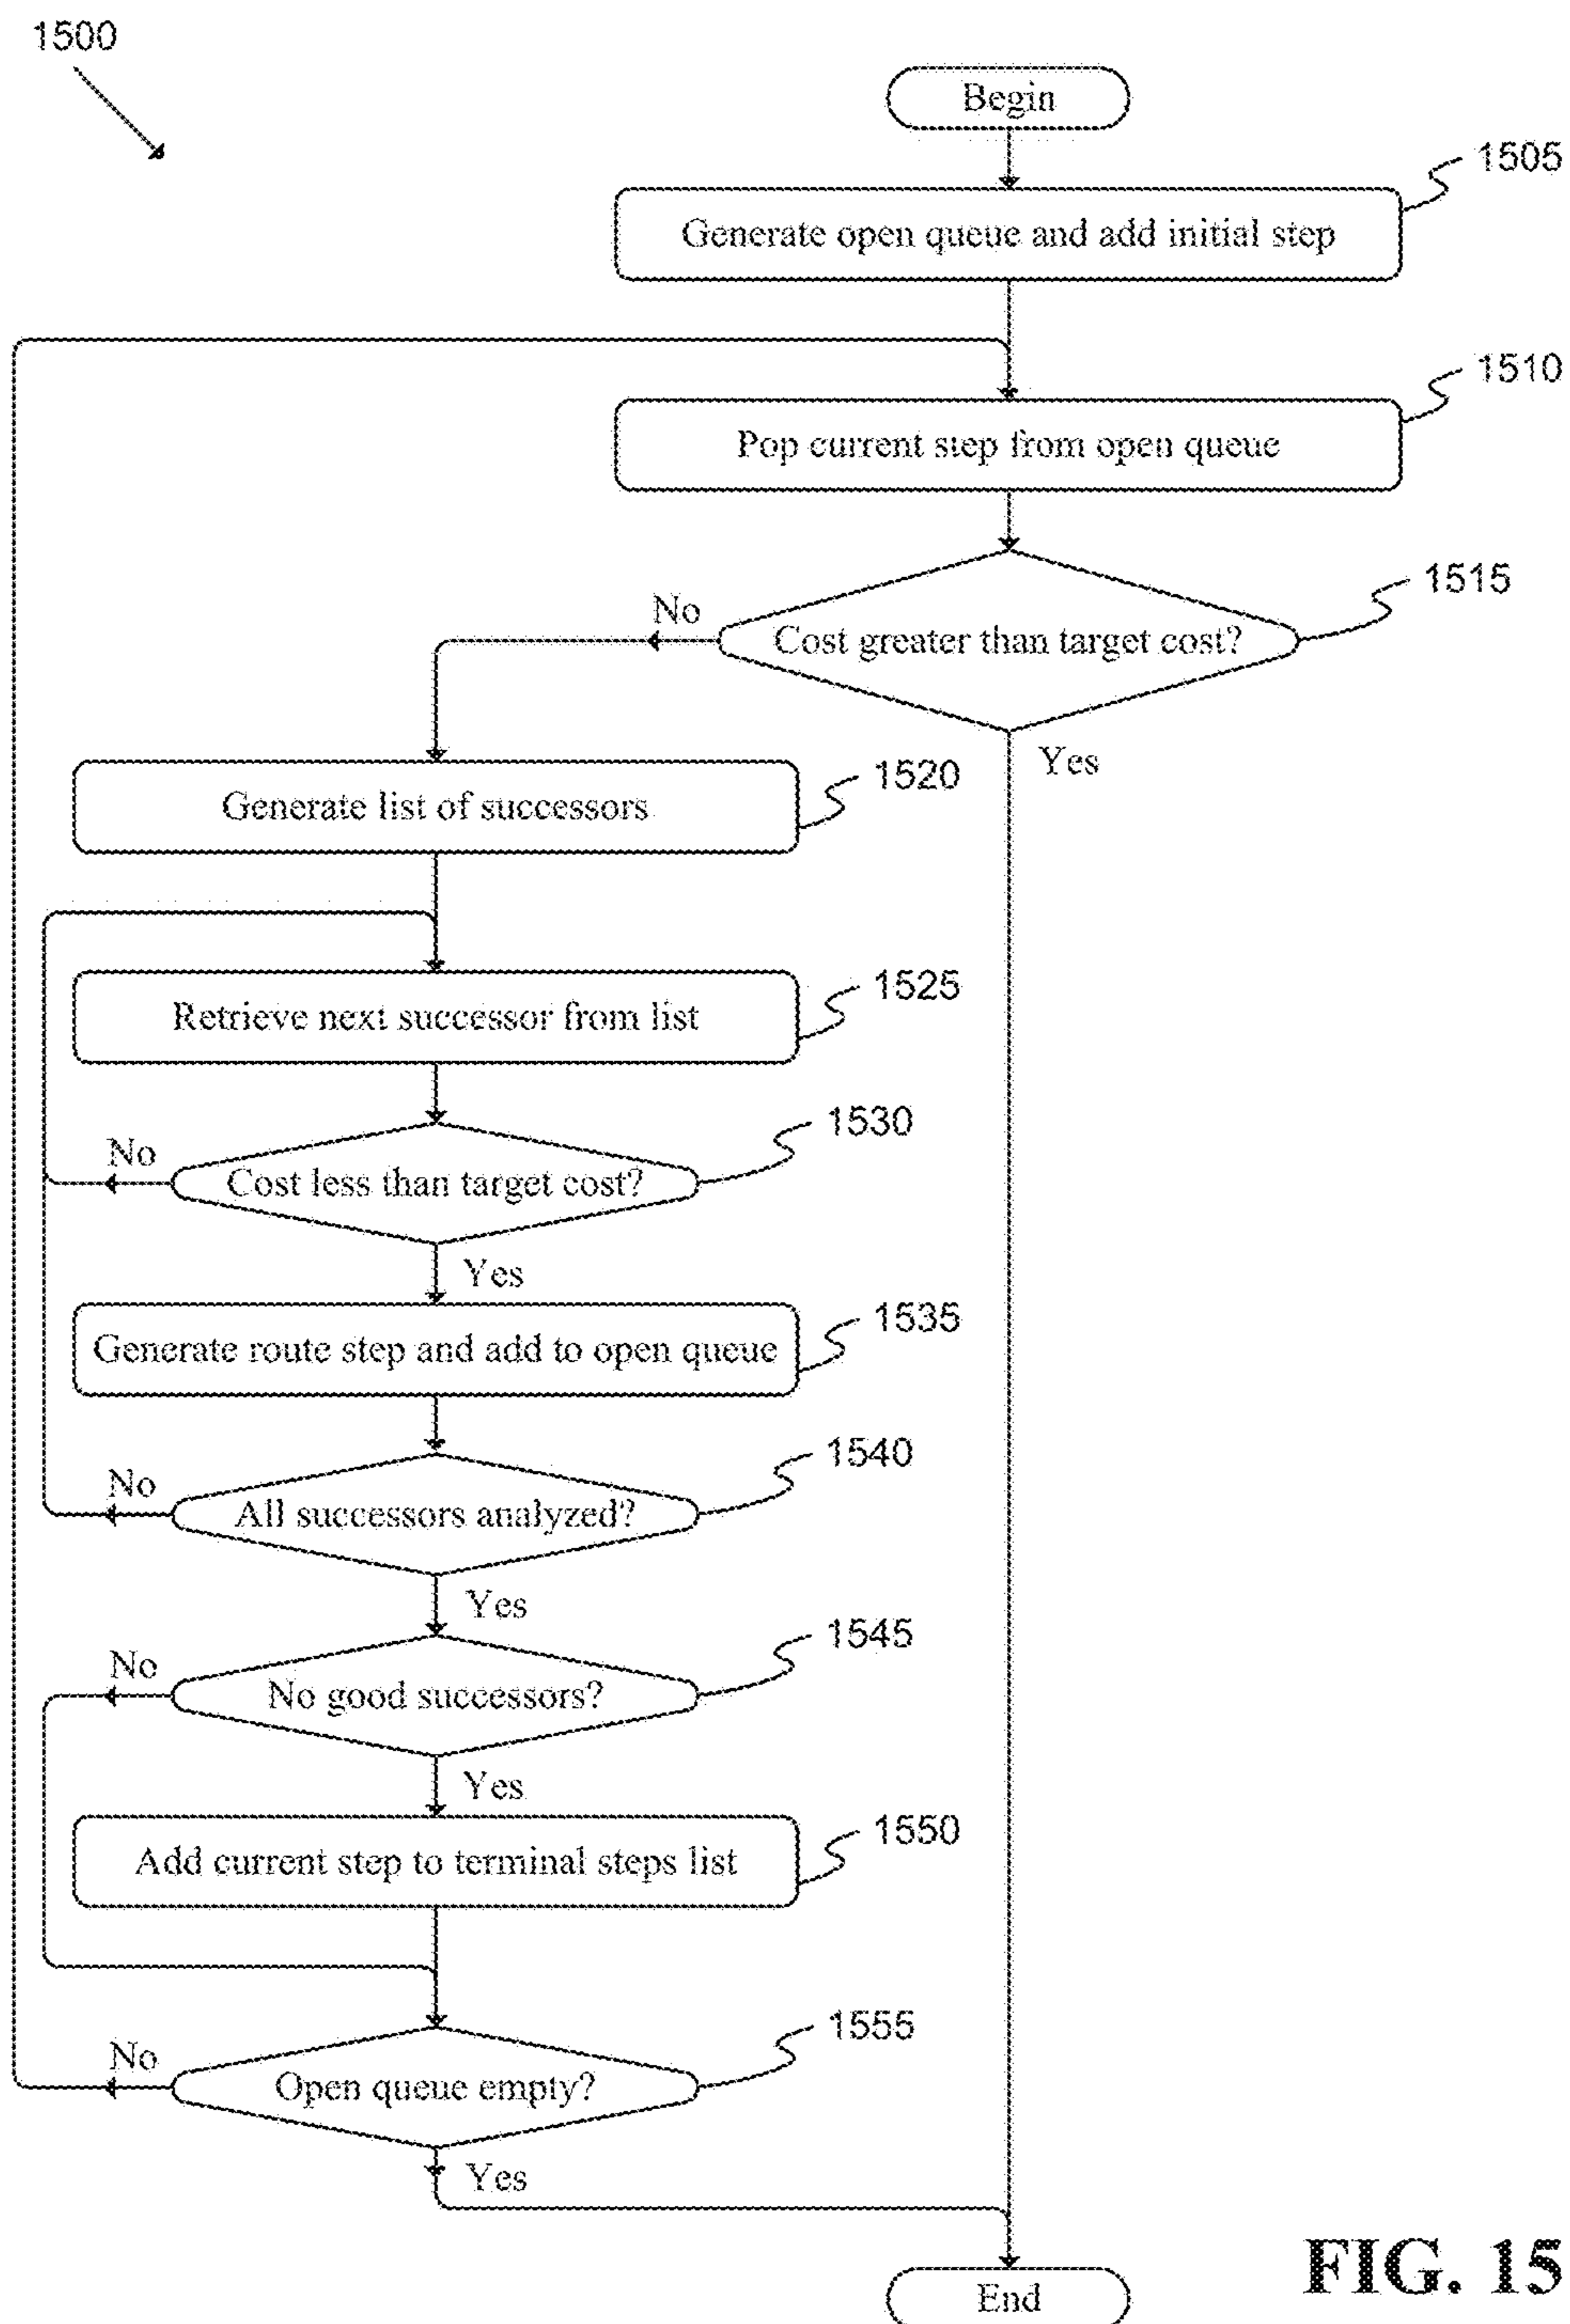 1500
Begin
1505
Generate open queue and add initial step
1510
Pop current step from open queue
1515
No
Cost greater than target cost?
Yes
1520
Generate list of successors
1525
Retrieve next successor from list
1530
No
Cost less than target cost?
Yes
1535
Generate route step and add to open queue
1540
No
All successors analyzed?
Yes
1545
No
No good successors?
Yes
1550
Add current step to terminal steps list
1555
No
Open queue empty?
Yes
FIG. 15
End